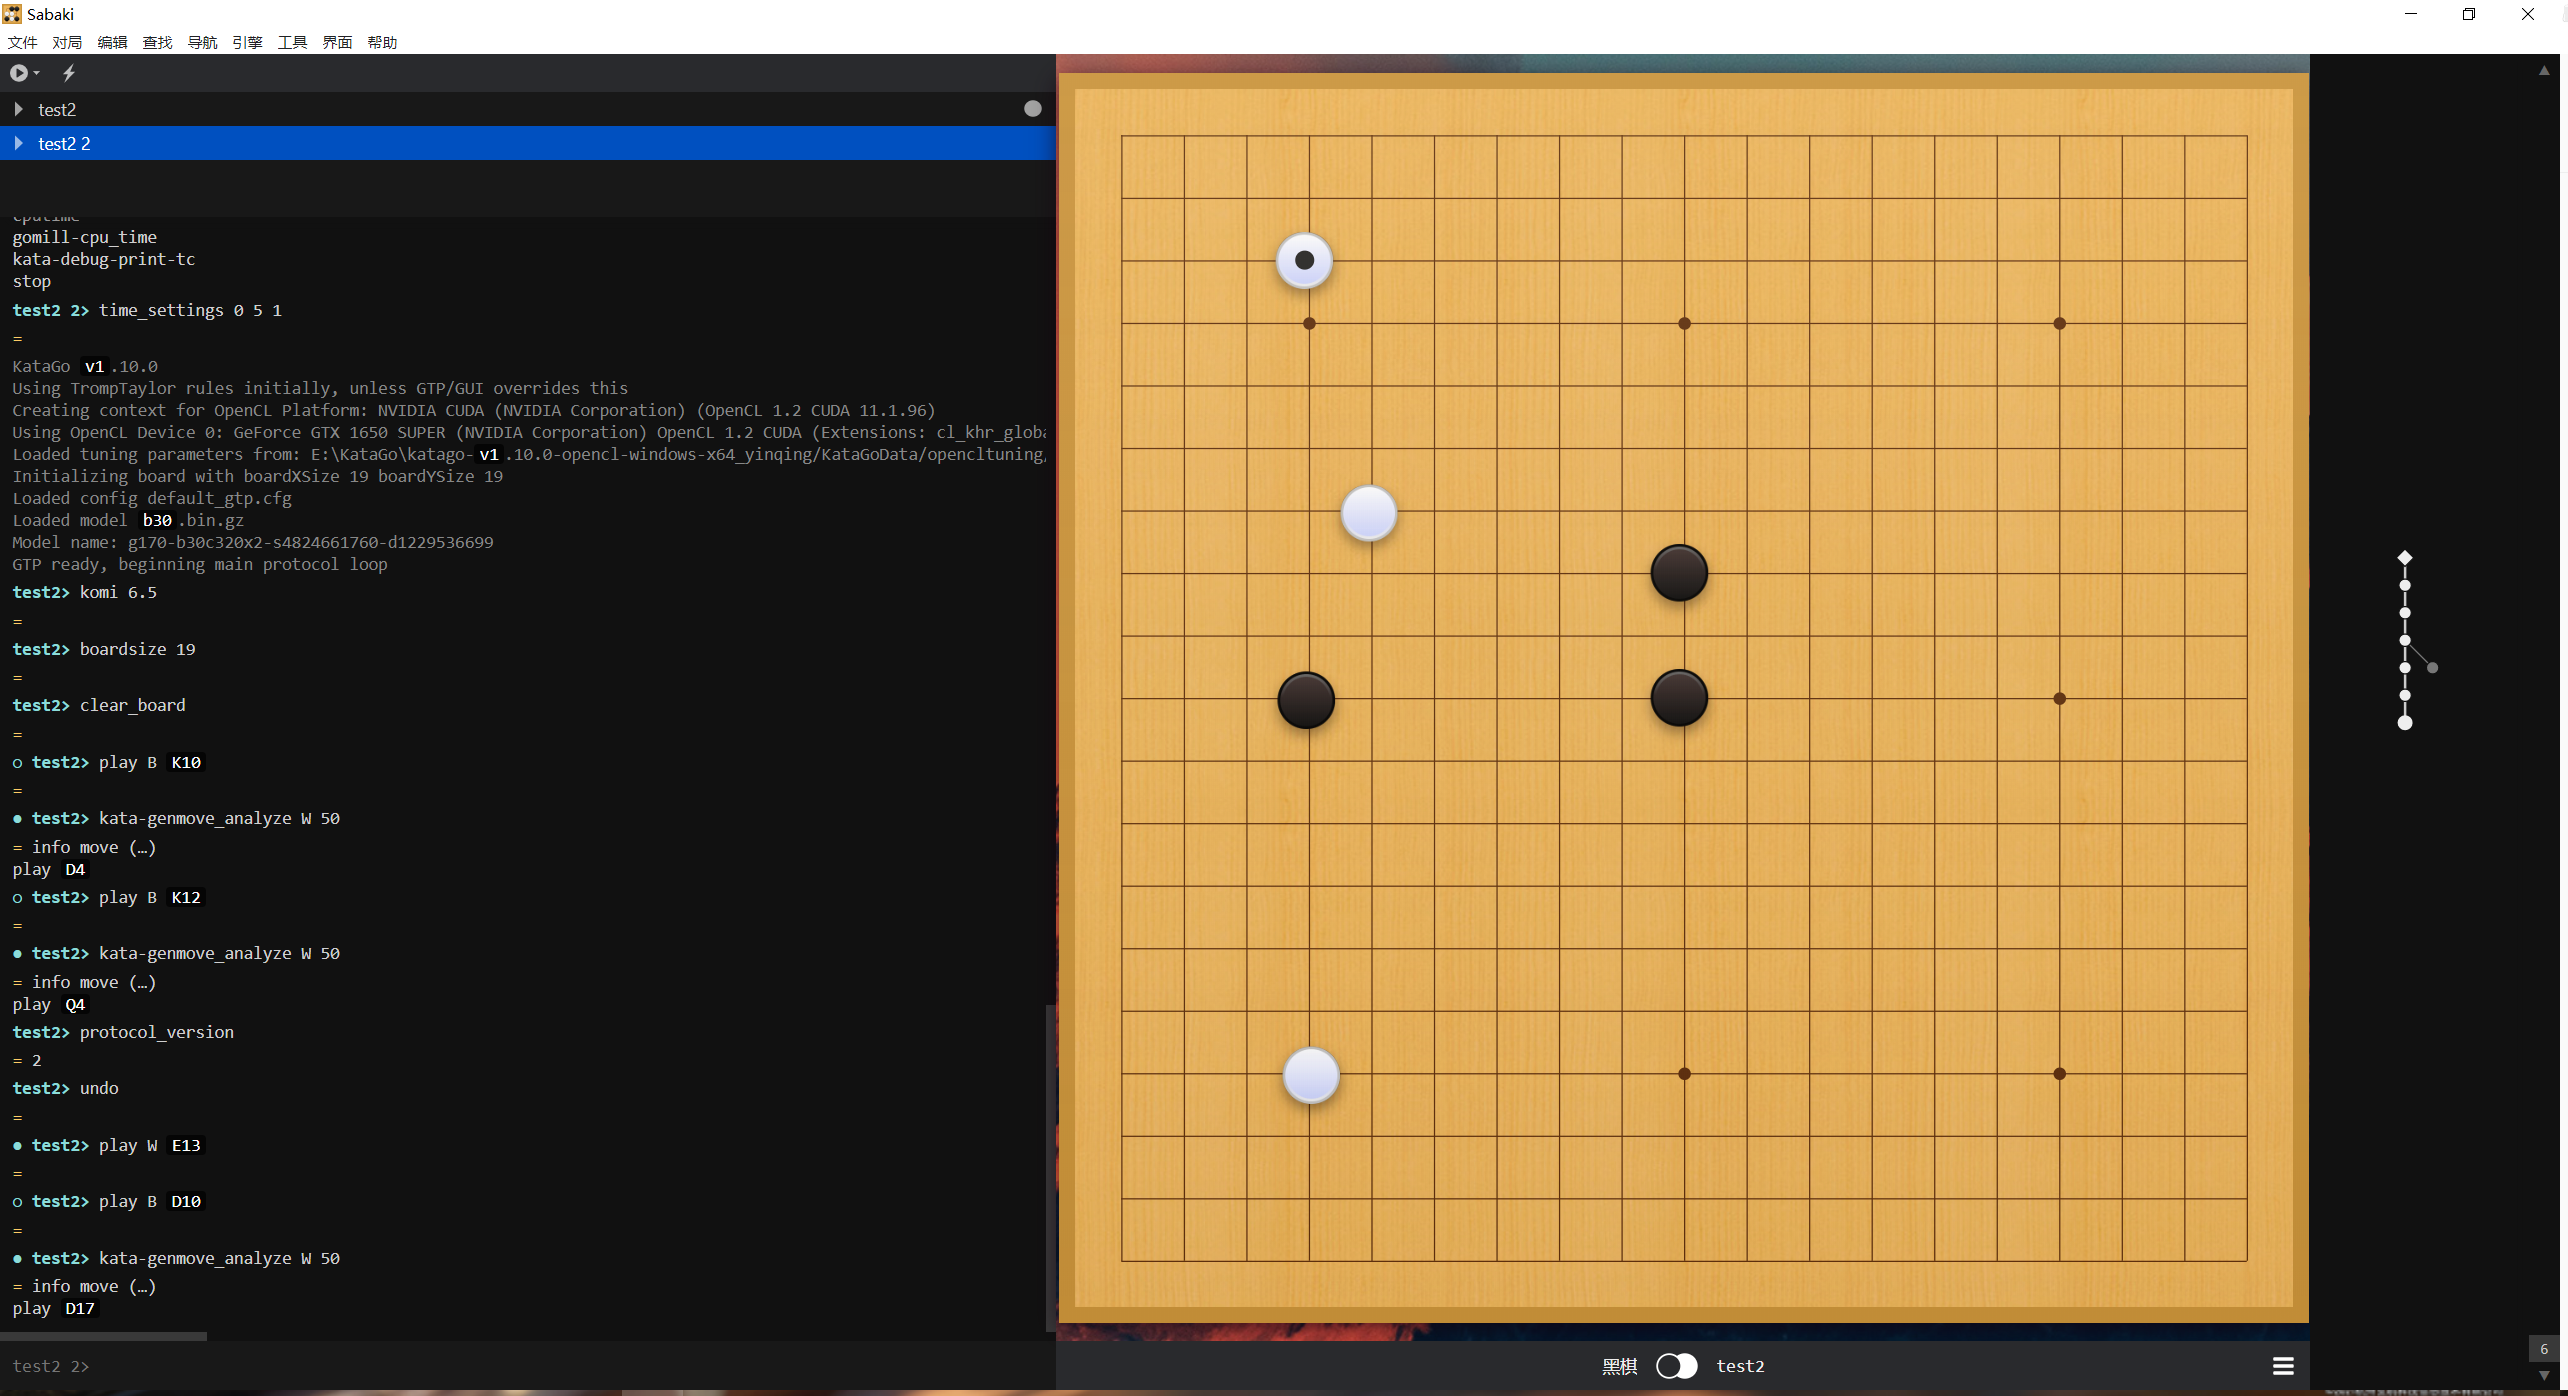 Sabaki
文件 对局 编辑 查找 导航 引擎 工具 界面 帮助
test2
test2 2
cputime
gomill-cpu_time
kata-debug-print-tc
stop
test2 2> time_settings 0 5 1
=
KataGo v1.10.0
Using TrompTaylor rules initially, unless GTP/GUI overrides this
Creating context for OpenCL Platform: NVIDIA CUDA (NVIDIA Corporation) (OpenCL 1.2 CUDA 11.1.96)
Using OpenCL Device 0: GeForce GTX 1650 SUPER (NVIDIA Corporation) OpenCL 1.2 CUDA (Extensions: cl_khr_globa
Loaded tuning parameters from: E:\KataGo\katago-v1.10.0-opencl-windows-x64_yinqing/KataGoData/opencltuning/
Initializing board with boardXSize 19 boardYSize 19
Loaded config default_gtp.cfg
Loaded model b30.bin.gz
Model name: g170-b30c320x2-s4824661760-d1229536699
GTP ready, beginning main protocol loop
test2> komi 6.5
=
test2> boardsize 19
=
test2> clear_board
=
○ test2> play B K10
=
● test2> kata-genmove_analyze W 50
= info move (…)
play D4
○ test2> play B K12
=
● test2> kata-genmove_analyze W 50
= info move (…)
play Q4
test2> protocol_version
= 2
test2> undo
=
● test2> play W E13
=
○ test2> play B D10
=
● test2> kata-genmove_analyze W 50
= info move (…)
play D17
test2 2>
黑棋 test2
6